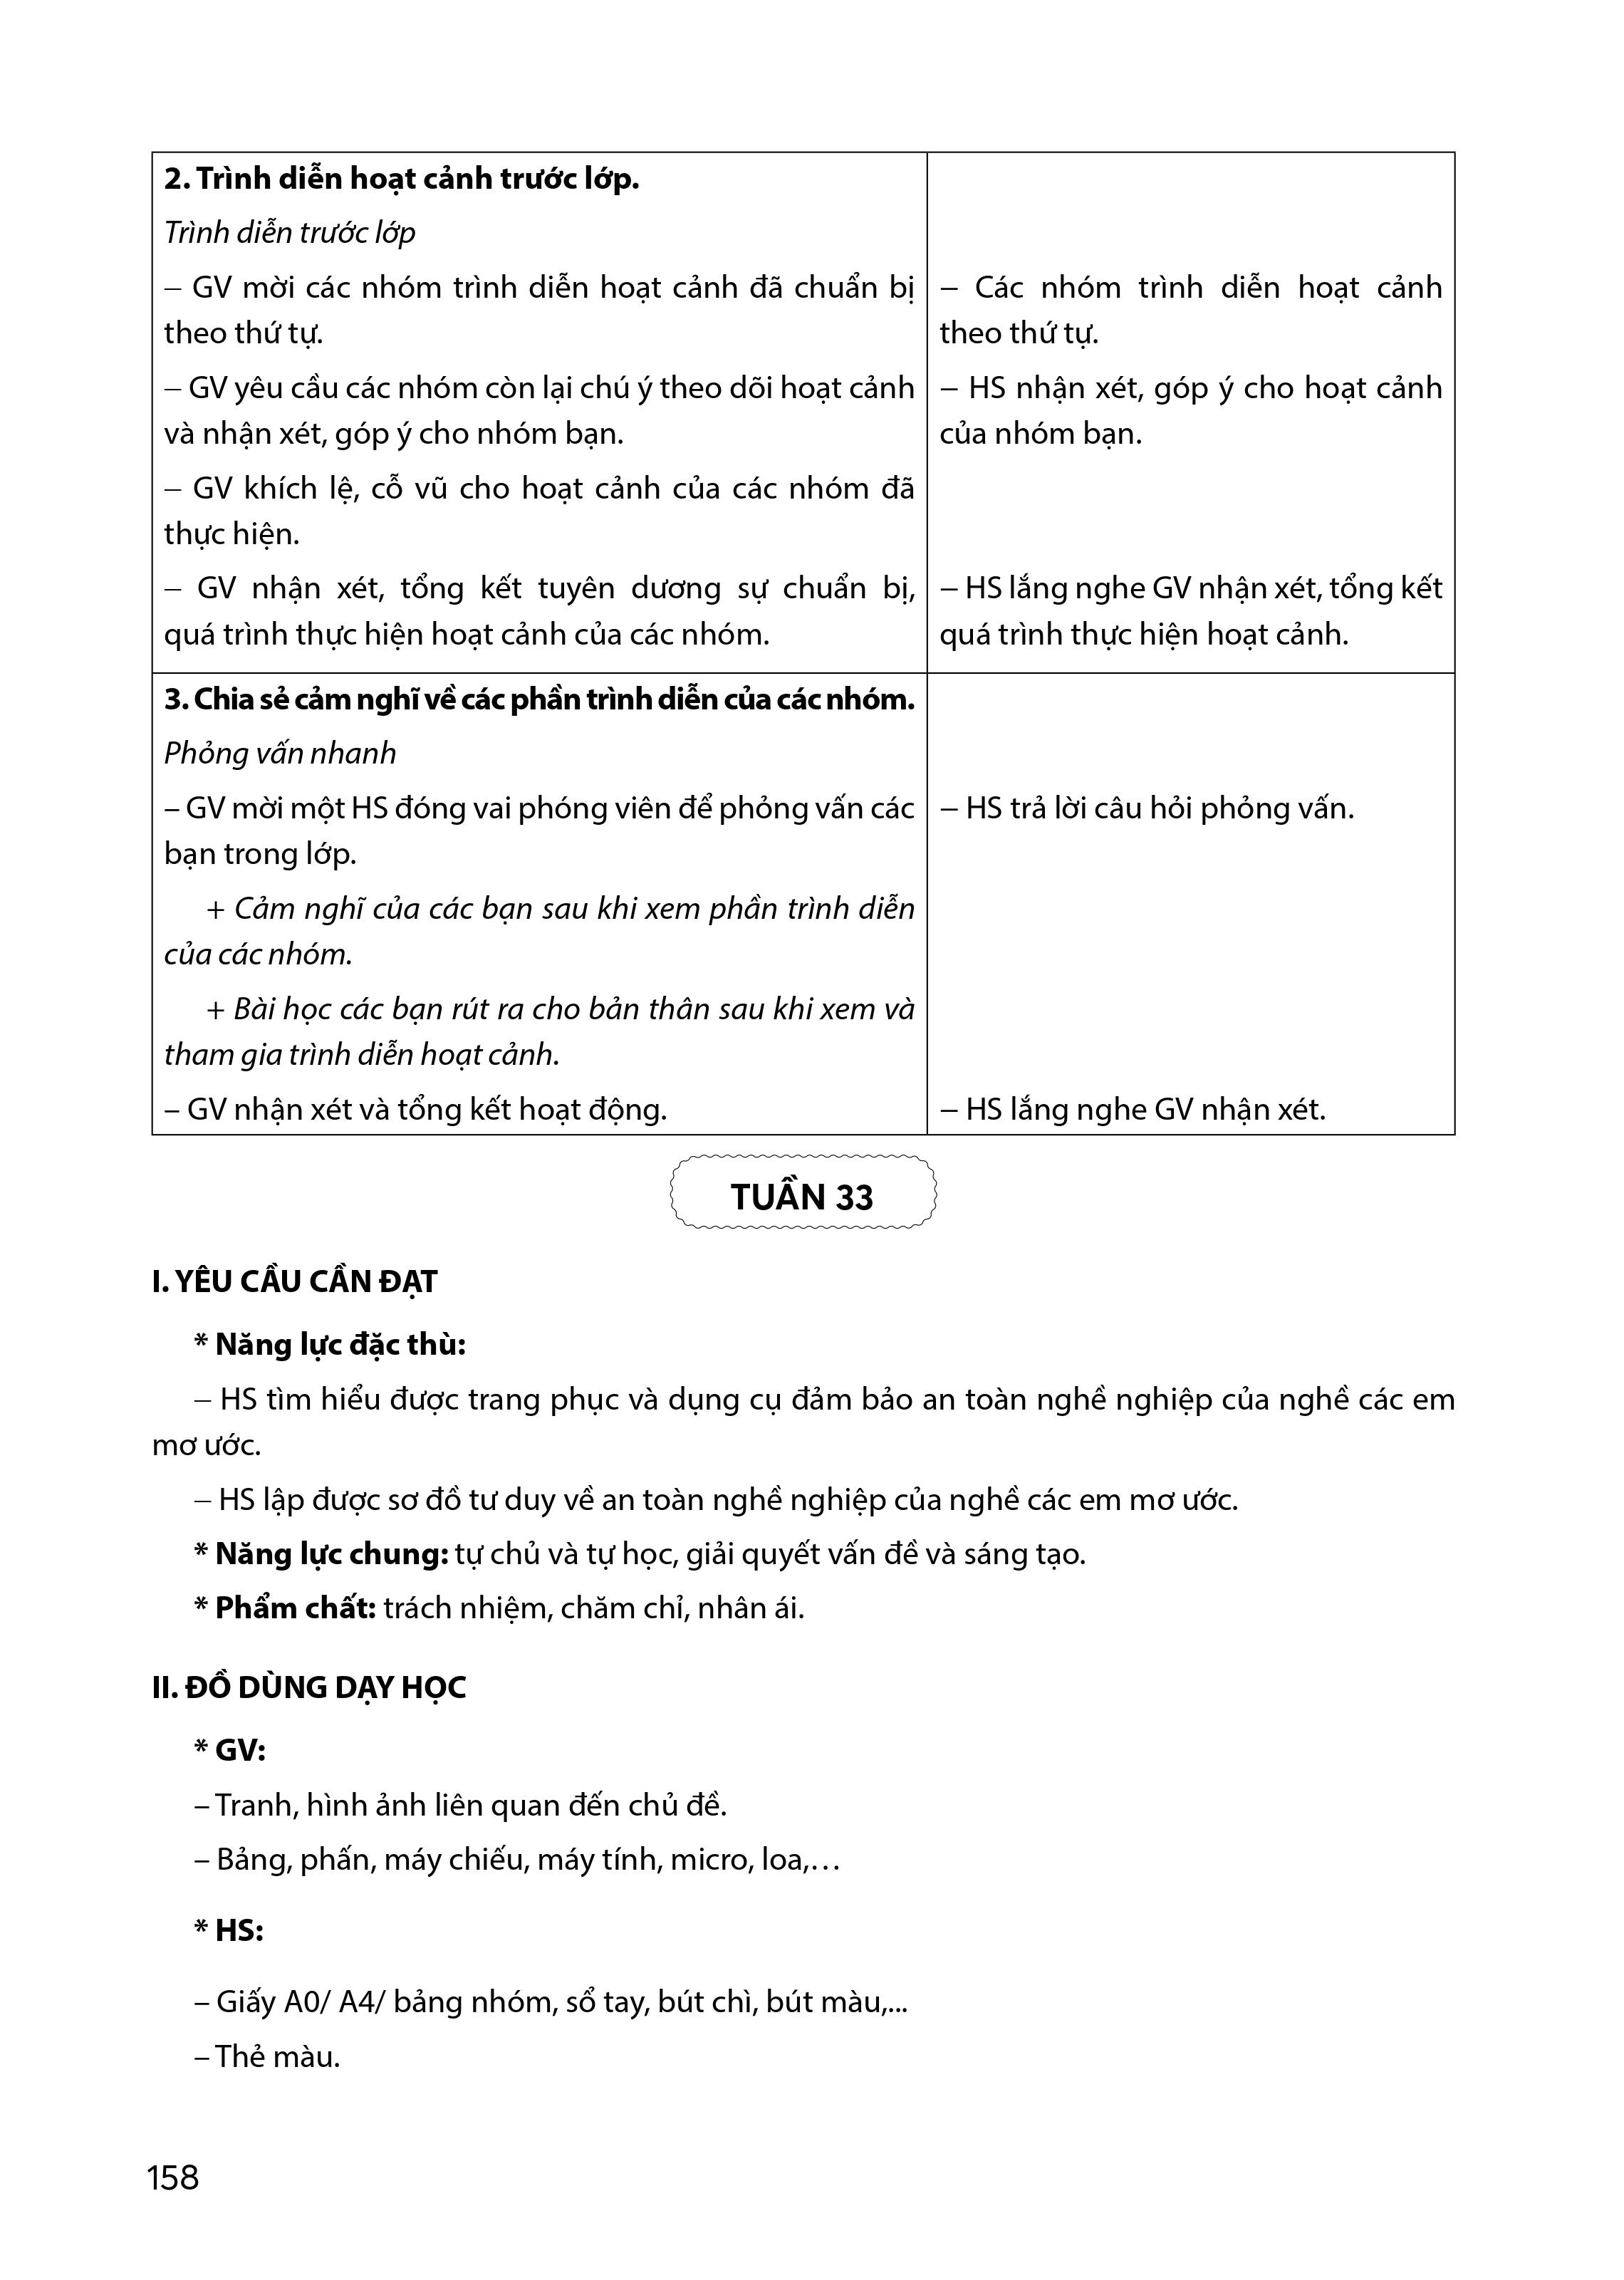 2. Trình diễn hoạt cảnh trước lớp.
Trình diễn trước lớp
– GV mời các nhóm trình diễn hoạt cảnh đã chuẩn bị
theo thứ tự.
– GV yêu cầu các nhóm còn lại chú ý theo dõi hoạt cảnh
và nhận xét, góp ý cho nhóm bạn.
– GV khích lệ, cỗ vũ cho hoạt cảnh của các nhóm đã
thực hiện.
– GV nhận xét, tổng kết tuyên dương sự chuẩn bị,
quá trình thực hiện hoạt cảnh của các nhóm.
– Các nhóm trình diễn hoạt cảnh
theo thứ tự.
– HS nhận xét, góp ý cho hoạt cảnh
của nhóm bạn.
– HS lắng nghe GV nhận xét, tổng kết
quá trình thực hiện hoạt cảnh.
3. Chia sẻ cảm nghĩ về các phần trình diễn của các nhóm.
Phỏng vấn nhanh
– GV mời một HS đóng vai phóng viên để phỏng vấn các
bạn trong lớp.
+ Cảm nghĩ của các bạn sau khi xem phần trình diễn
của các nhóm.
+ Bài học các bạn rút ra cho bản thân sau khi xem và
tham gia trình diễn hoạt cảnh.
– GV nhận xét và tổng kết hoạt động.
– HS trả lời câu hỏi phỏng vấn.
– HS lắng nghe GV nhận xét.
TUẦN 33
I. YÊU CẦU CẦN ĐẠT
* Năng lực đặc thù:
– HS tìm hiểu được trang phục và dụng cụ đảm bảo an toàn nghề nghiệp của nghề các em
mơ ước.
– HS lập được sơ đồ tư duy về an toàn nghề nghiệp của nghề các em mơ ước.
* Năng lực chung: tự chủ và tự học, giải quyết vấn đề và sáng tạo.
* Phẩm chất: trách nhiệm, chăm chỉ, nhân ái.
II. ĐỒ DÙNG DẠY HỌC
* GV:
– Tranh, hình ảnh liên quan đến chủ đề.
– Bảng, phấn, máy chiếu, máy tính, micro, loa,…
* HS:
– Giấy A0/ A4/ bảng nhóm, sổ tay, bút chì, bút màu,...
– Thẻ màu.
158